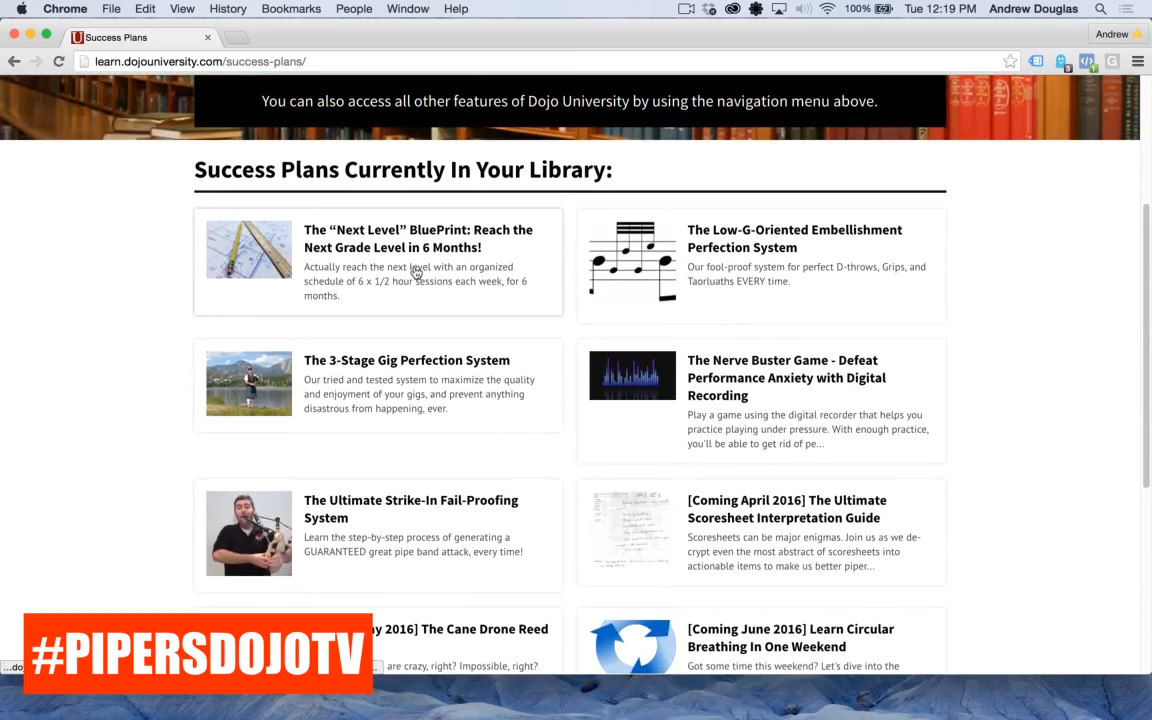 Chrome File Edit View History Bookmarks People Window Help 100% Tue 12:19 PM Andrew Douglas
Success Plans Andrew
learn.dojouniversity.com/success-plans/
You can also access all other features of Dojo University by using the navigation menu above.
Success Plans Currently In Your Library:
The “Next Level” BluePrint: Reach the
Next Grade Level in 6 Months!
Actually reach the next level with an organized
schedule of 6 x 1/2 hour sessions each week, for 6
months.
The Low-G-Oriented Embellishment
Perfection System
Our fool-proof system for perfect D-throws, Grips, and
Taorluaths EVERY time.
The 3-Stage Gig Perfection System
Our tried and tested system to maximize the quality
and enjoyment of your gigs, and prevent anything
disastrous from happening, ever.
The Nerve Buster Game - Defeat
Performance Anxiety with Digital
Recording
Play a game using the digital recorder that helps you
practice playing under pressure. With enough practice,
you'll be able to get rid of pe...
The Ultimate Strike-In Fail-Proofing
System
Learn the step-by-step process of generating a
GUARANTEED great pipe band attack, every time!
[Coming April 2016] The Ultimate
Scoresheet Interpretation Guide
Scoresheets can be major enigmas. Join us as we de-
crypt even the most abstract of scoresheets into
actionable items to make us better piper...
y 2016] The Cane Drone Reed
are crazy, right? Impossible, right?
[Coming June 2016] Learn Circular
Breathing In One Weekend
Got some time this weekend? Let's dive into the
#PIPERSDOJOTV
...do